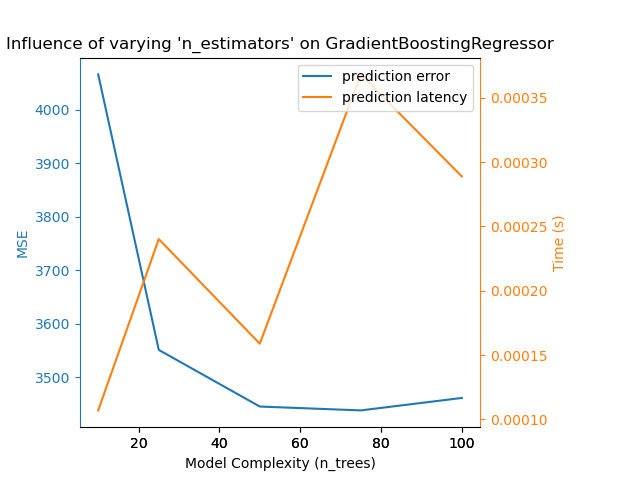 Influence of varying 'n_estimators' on GradientBoostingRegressor
prediction error
prediction latency
4000
3900
3800
3700
3600
3500
MSE
0.00035
0.00030
0.00025
0.00020
0.00015
0.00010
Time (s)
20 40 60 80 100
Model Complexity (n_trees)